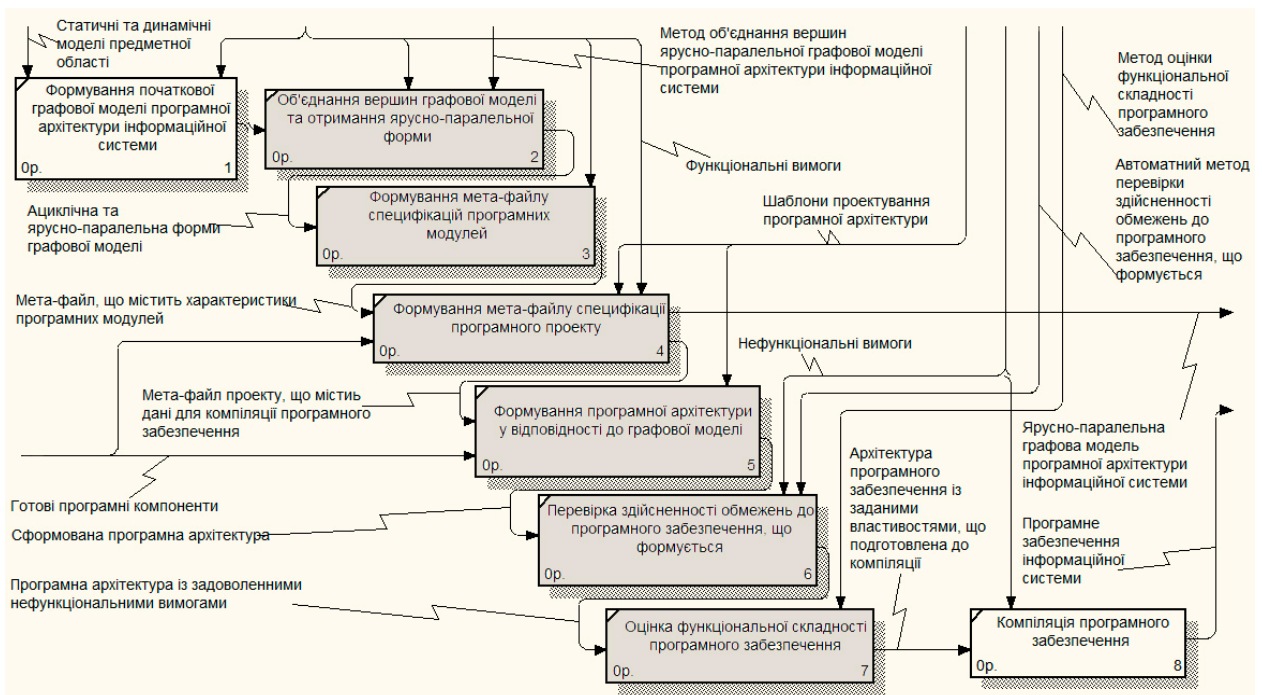 Статичні та динамічні
моделі предметної
області
Метод об'єднання вершин
ярусно-паралельної графової моделі
програмної архітектури інформаційної
системи
Метод оцінки
функціональної
складності
програмного
забезпечення
Формування початкової
графової моделі програмної
архітектури інформаційної
системи
0р.
1
Об'єднання вершин графової моделі
та отримання ярусно-паралельної
форми
0р.
2
Функціональні вимоги
Автоматний метод
перевірки
здійсненності
обмежень до
програмного
забезпечення, що
формується
Шаблони проектування
програмної архітектури
Ациклічна та
ярусно-паралельна форми
графової моделі
Формування мета-файлу
специфікацій програмних
модулей
0р.
3
Мета-файл, що містить характеристики
програмних модулей
Формування мета-файлу специфікації
програмного проекту
0р.
4
Нефункціональні вимоги
Мета-файл проекту, що містиь
дані для компіляції програмного
забезпечення
Формування програмної архітектури
у відповідності до графової моделі
0р.
5
Ярусно-паралельна
графова модель
програмної архітектури
інформаційної системи
Архітектура
програмного
забезпечення із
заданими
властивостями, що
подготовлена до
компіляції
Готові програмні компоненти
Сформована програмна архітектура
Перевірка здійсненності обмежень до
програмного забезпечення, що
формується
0р.
6
Програмне
забезпечення
інформаційної
системи
Програмна архітектура із задоволенними
нефункціональними вимогами
Оцінка функціональної складності
програмного забезпечення
0р.
7
Компіляція програмного
забезпечення
0р.
8